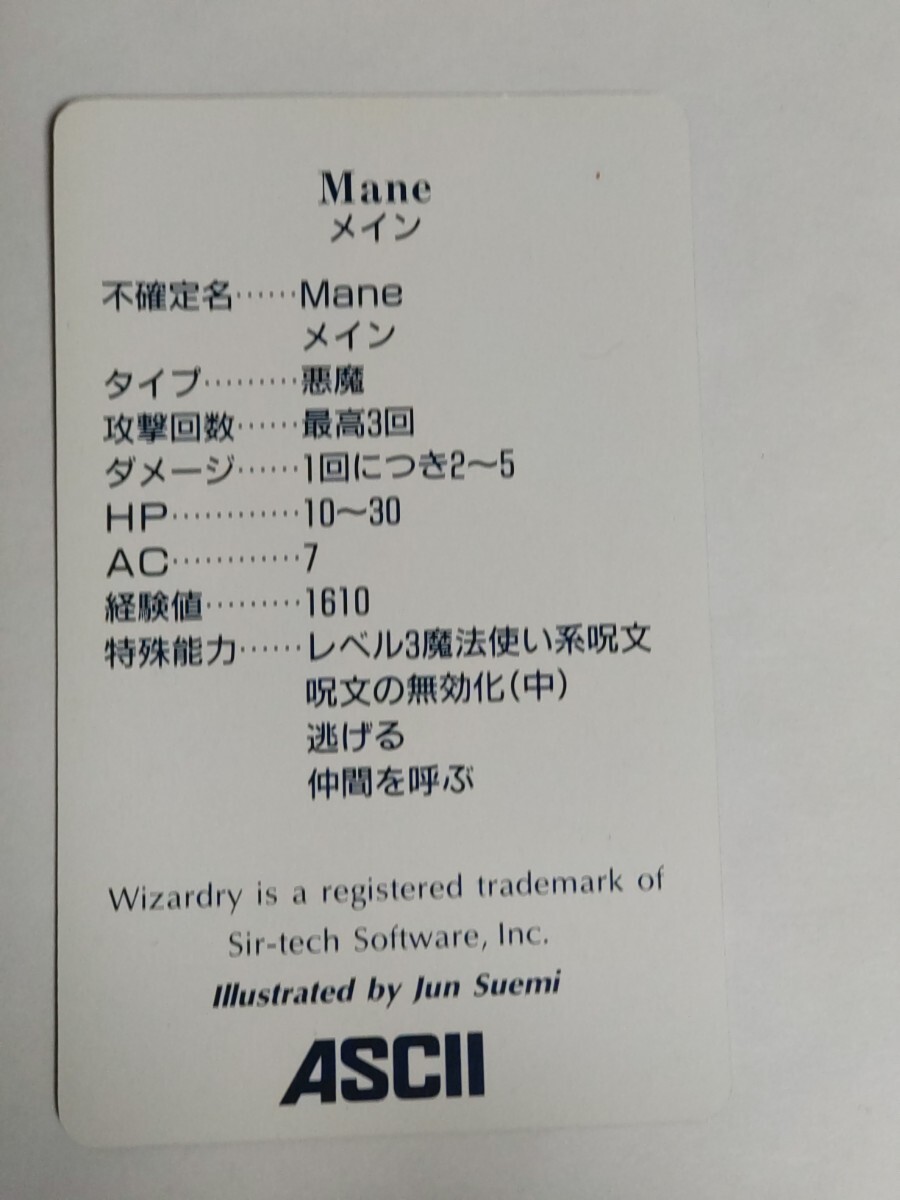 Mane
メイン
不確定名……Mane
メイン
タイプ………悪魔
攻撃回数……最高3回
ダメージ……1回につき2〜5
HP…………10〜30
AC…………7
経験値………1610
特殊能力……レベル3魔法使い系呪文
呪文の無効化(中)
逃げる
仲間を呼ぶ
Wizardry is a registered trademark of
Sir-tech Software, Inc.
Illustrated by Jun Suemi
ASCII